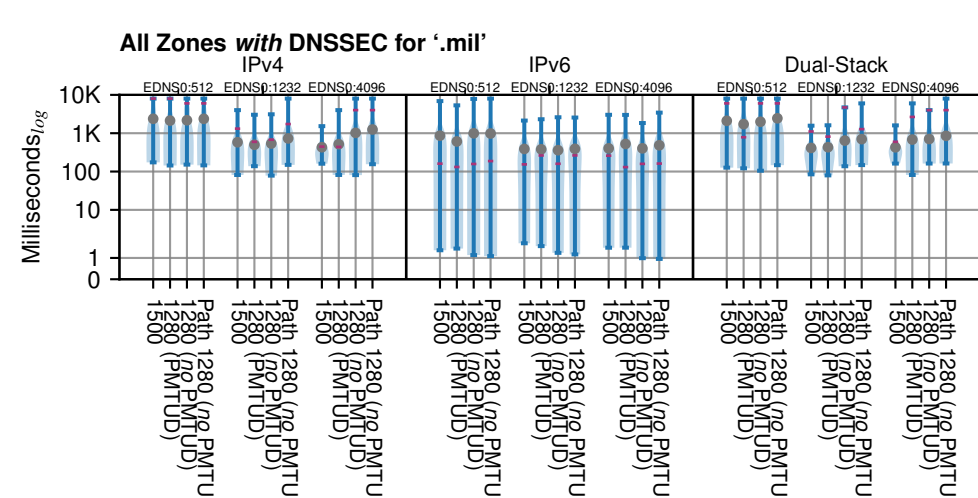 All Zones with DNSSEC for ‘.mil’
IPv4
IPv6
Dual-Stack
EDNS0:512
EDNS0:1232
EDNS0:4096
EDNS0:512
EDNS0:1232
EDNS0:4096
EDNS0:512
EDNS0:1232
EDNS0:4096
Milliseconds log
10K
1K
100
10
1
0
1500
1280 (PMTUD)
1280 (no PMTUD)
Path 1280 (no PMTU
1500
1280 (PMTUD)
1280 (no PMTUD)
Path 1280 (no PMTU
1500
1280 (PMTUD)
1280 (no PMTUD)
Path 1280 (no PMTU
1500
1280 (PMTUD)
1280 (no PMTUD)
Path 1280 (no PMTU
1500
1280 (PMTUD)
1280 (no PMTUD)
Path 1280 (no PMTU
1500
1280 (PMTUD)
1280 (no PMTUD)
Path 1280 (no PMTU
1500
1280 (PMTUD)
1280 (no PMTUD)
Path 1280 (no PMTU
1500
1280 (PMTUD)
1280 (no PMTUD)
Path 1280 (no PMTU
1500
1280 (PMTUD)
1280 (no PMTUD)
Path 1280 (no PMTU